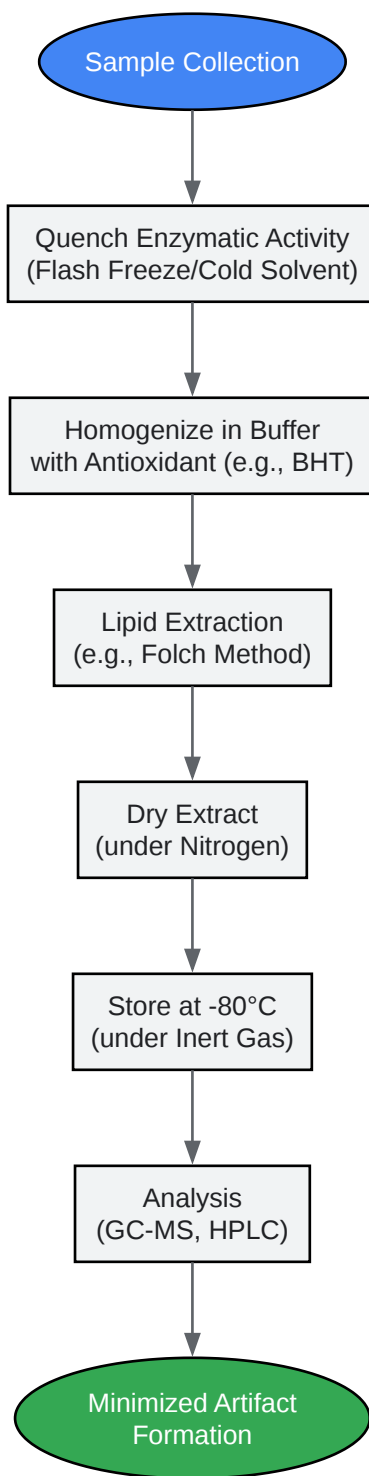 Sample Collection
Quench Enzymatic Activity
(Flash Freeze/Cold Solvent)
Homogenize in Buffer
with Antioxidant (e.g., BHT)
Lipid Extraction
(e.g., Folch Method)
Dry Extract
(under Nitrogen)
Store at -80°C
(under Inert Gas)
Analysis
(GC-MS, HPLC)
Minimized Artifact
Formation